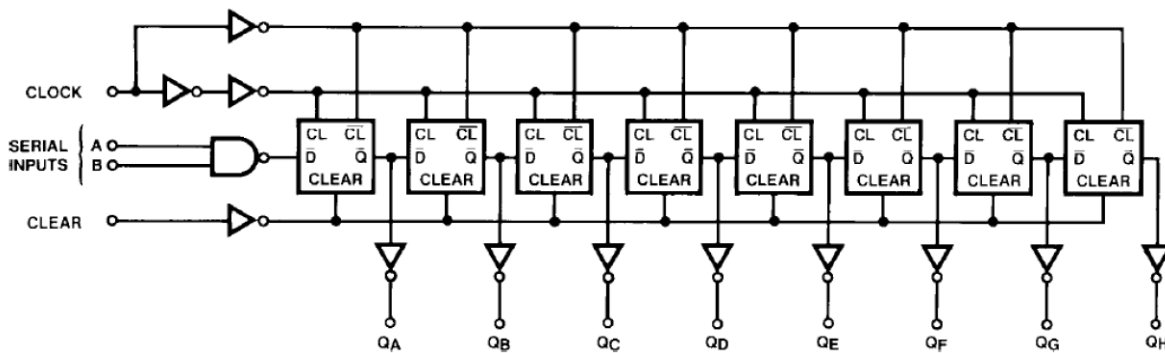 CLOCK
CL C̅L̅ CL C̅L̅ CL C̅L̅ CL C̅L̅ CL C̅L̅ CL C̅L̅ CL C̅L̅ CL C̅L̅
SERIAL INPUTS { A B
D̅ Q̅ D̅ Q̅ D̅ Q̅ D̅ Q̅ D̅ Q̅ D̅ Q̅ D̅ Q̅ D̅ Q̅
CLEAR CLEAR CLEAR CLEAR CLEAR CLEAR CLEAR CLEAR
CLEAR
QA QB QC QD QE QF QG QH